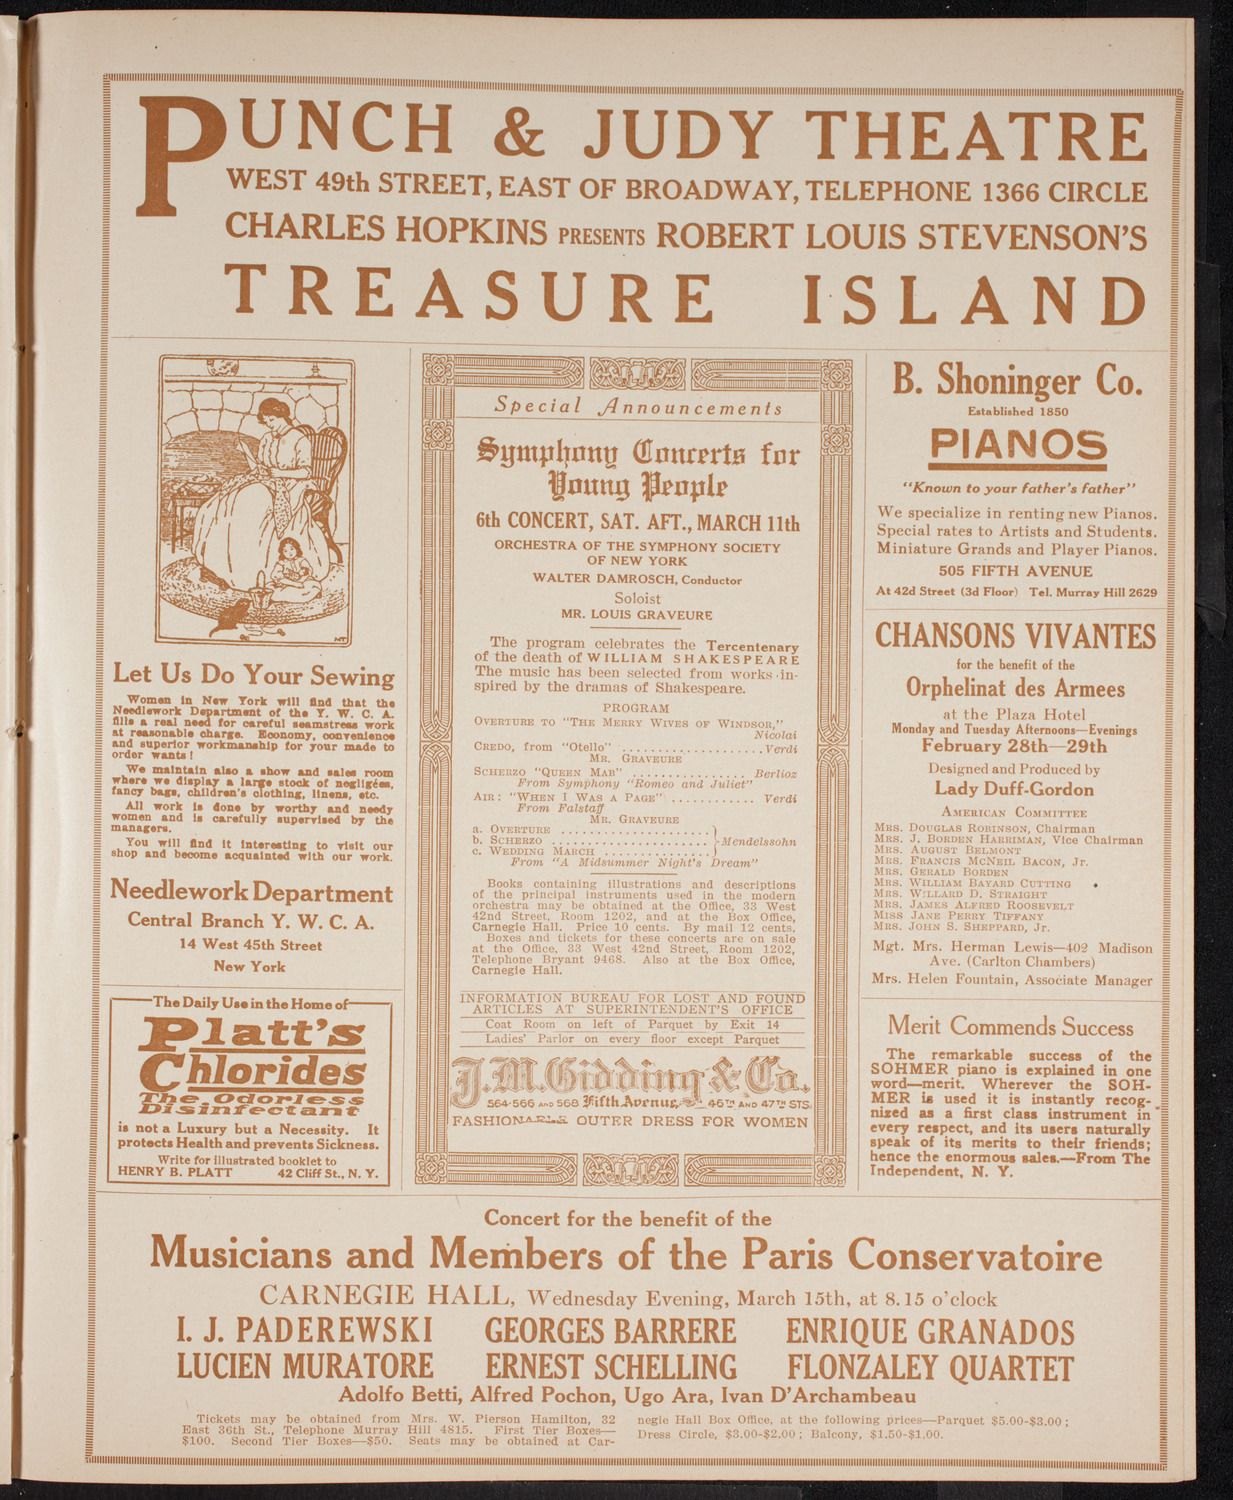 PUNCH & JUDY THEATRE
WEST 49th STREET, EAST OF BROADWAY, TELEPHONE 1366 CIRCLE
CHARLES HOPKINS PRESENTS ROBERT LOUIS STEVENSON'S
TREASURE ISLAND
Let Us Do Your Sewing
Women in New York will find that the
Needlework Department of the Y. W. C. A.
fills a real need for careful seamstress work
at reasonable charge. Economy, convenience
and superior workmanship for your made to
order wants!
We maintain also a show and sales room
where we display a large stock of negligées,
fancy bags, children's clothing, linens, etc.
All work is done by worthy and needy
women and is carefully supervised by the
managers.
You will find it interesting to visit our
shop and become acquainted with our work.
Needlework Department
Central Branch Y. W. C. A.
14 West 45th Street
New York
The Daily Use in the Home of
Platt's
Chlorides
The Odorless
Disinfectant
is not a Luxury but a Necessity. It
protects Health and prevents Sickness.
Write for illustrated booklet to
HENRY B. PLATT 42 Cliff St., N. Y.
Special Announcements
Symphony Concerts for
Young People
6th CONCERT, SAT. AFT., MARCH 11th
ORCHESTRA OF THE SYMPHONY SOCIETY
OF NEW YORK
WALTER DAMROSCH, Conductor
Soloist
MR. LOUIS GRAVEURE
The program celebrates the Tercentenary
of the death of WILLIAM SHAKESPEARE
The music has been selected from works in-
spired by the dramas of Shakespeare.
PROGRAM
OVERTURE TO "THE MERRY WIVES OF WINDSOR,"
Nicolai
CREDO, from "Otello" .................... Verdi
MR. GRAVEURE
SCHERZO "QUEEN MAB" ................ Berlioz
From Symphony "Romeo and Juliet"
AIR: "WHEN I WAS A PAGE" ............ Verdi
From Falstaff
MR. GRAVEURE
a. OVERTURE .....................
b. SCHERZO ...................... Mendelssohn
c. WEDDING MARCH ...............
From "A Midsummer Night's Dream"
Books containing illustrations and descriptions
of the principal instruments used in the modern
orchestra may be obtained at the Office, 33 West
42nd Street, Room 1202, and at the Box Office,
Carnegie Hall. Price 10 cents. By mail 12 cents.
Boxes and tickets for these concerts are on sale
at the Office, 33 West 42nd Street, Room 1202,
Telephone Bryant 9468. Also at the Box Office,
Carnegie Hall.
INFORMATION BUREAU FOR LOST AND FOUND
ARTICLES AT SUPERINTENDENT'S OFFICE
Coat Room on left of Parquet by Exit 14
Ladies' Parlor on every floor except Parquet
J. M. Gidding & Co.
564-566 AND 568 Fifth Avenue, 46TH AND 47TH STS.
FASHIONABLE OUTER DRESS FOR WOMEN
B. Shoninger Co.
Established 1850
PIANOS
"Known to your father's father"
We specialize in renting new Pianos.
Special rates to Artists and Students.
Miniature Grands and Player Pianos.
505 FIFTH AVENUE
At 42d Street (3d Floor) Tel. Murray Hill 2629
CHANSONS VIVANTES
for the benefit of the
Orphelinat des Armees
at the Plaza Hotel
Monday and Tuesday Afternoons—Evenings
February 28th—29th
Designed and Produced by
Lady Duff-Gordon
AMERICAN COMMITTEE
MRS. DOUGLAS ROBINSON, Chairman
MRS. J. BORDEN HARRIMAN, Vice Chairman
MRS. AUGUST BELMONT
MRS. FRANCIS MCNEIL BACON, JR.
MRS. GERALD BORDEN
MRS. WILLIAM BAYARD CUTTING
MRS. WILLARD D. STRAIGHT
MRS. JAMES ALFRED ROOSEVELT
MISS JANE PERRY TIFFANY
MRS. JOHN S. SHEPPARD, JR.
Mgt. Mrs. Herman Lewis—402 Madison
Ave. (Carlton Chambers)
Mrs. Helen Fountain, Associate Manager
Merit Commends Success
The remarkable success of the
SOHMER piano is explained in one
word—merit. Wherever the SOH-
MER is used it is instantly recog-
nized as a first class instrument in
every respect, and its users naturally
speak of its merits to their friends;
hence the enormous sales.—From The
Independent, N. Y.
Concert for the benefit of the
Musicians and Members of the Paris Conservatoire
CARNEGIE HALL, Wednesday Evening, March 15th, at 8.15 o'clock
I. J. PADEREWSKI GEORGES BARRERE ENRIQUE GRANADOS
LUCIEN MURATORE ERNEST SCHELLING FLONZALEY QUARTET
Adolfo Betti, Alfred Pochon, Ugo Ara, Ivan D'Archambeau
Tickets may be obtained from Mrs. W. Pierson Hamilton, 32
East 36th St., Telephone Murray Hill 4815. First Tier Boxes—
$100. Second Tier Boxes—$50. Seats may be obtained at Car-
negie Hall Box Office, at the following prices—Parquet $5.00-$3.00;
Dress Circle, $3.00-$2.00; Balcony, $1.50-$1.00.